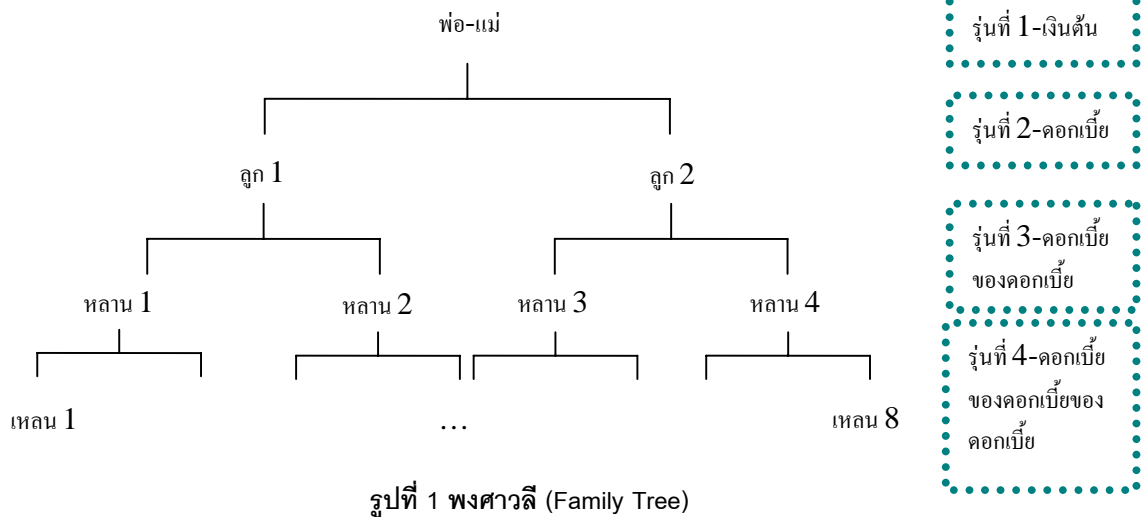 พ่อ-แม่
รุ่นที่ 1-เงินต้น
รุ่นที่ 2-ดอกเบี้ย
ลูก 1
ลูก 2
รุ่นที่ 3-ดอกเบี้ย
ของดอกเบี้ย
หลาน 1
หลาน 2
หลาน 3
หลาน 4
รุ่นที่ 4-ดอกเบี้ย
ของดอกเบี้ยของ
ดอกเบี้ย
เหลน 1
...
เหลน 8
รูปที่ 1 พงศาวลี (Family Tree)